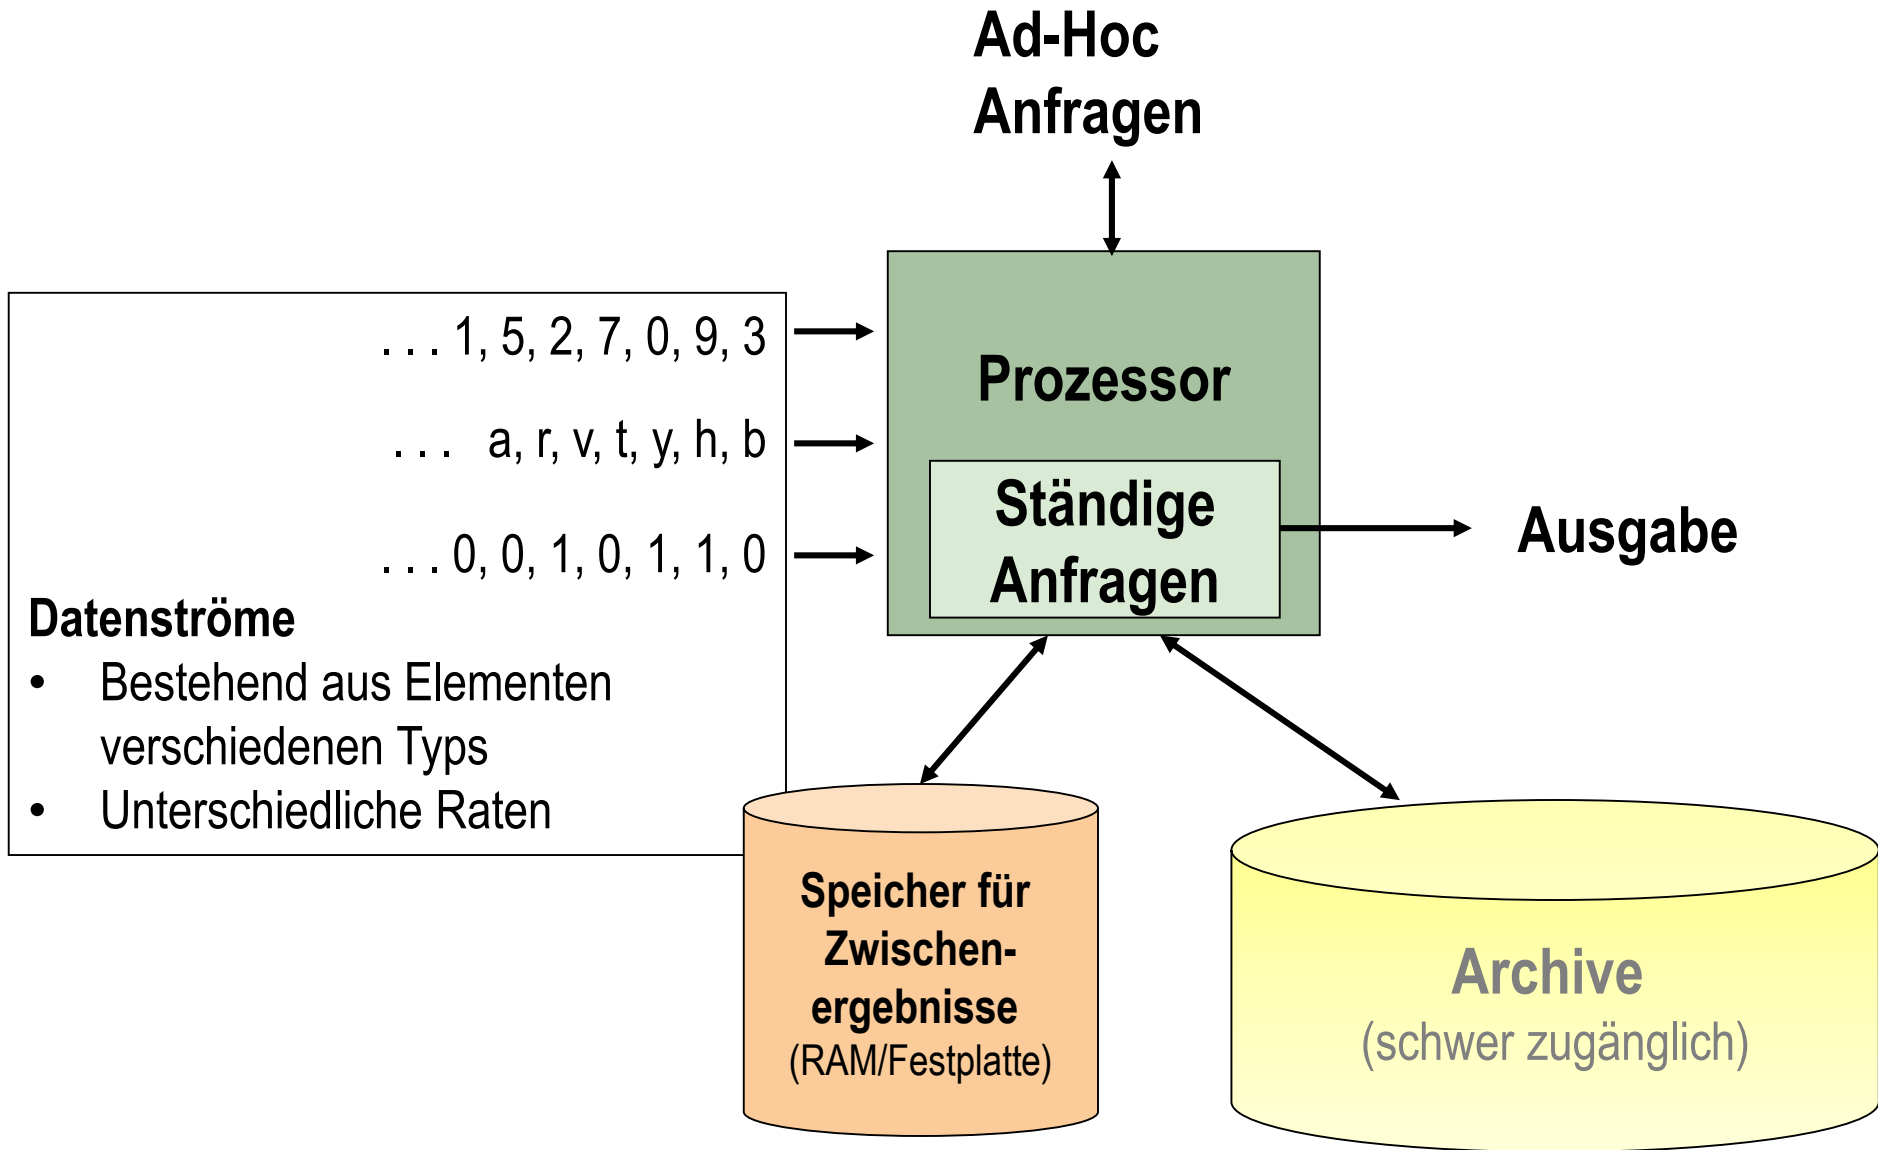 Ad-Hoc
Anfragen
. . . 1, 5, 2, 7, 0, 9, 3
. . . a, r, v, t, y, h, b
. . . 0, 0, 1, 0, 1, 1, 0
Datenströme
• Bestehend aus Elementen
verschiedenen Typs
• Unterschiedliche Raten
Prozessor
Ständige
Anfragen
Ausgabe
Speicher für
Zwischen-
ergebnisse
(RAM/Festplatte)
Archive
(schwer zugänglich)